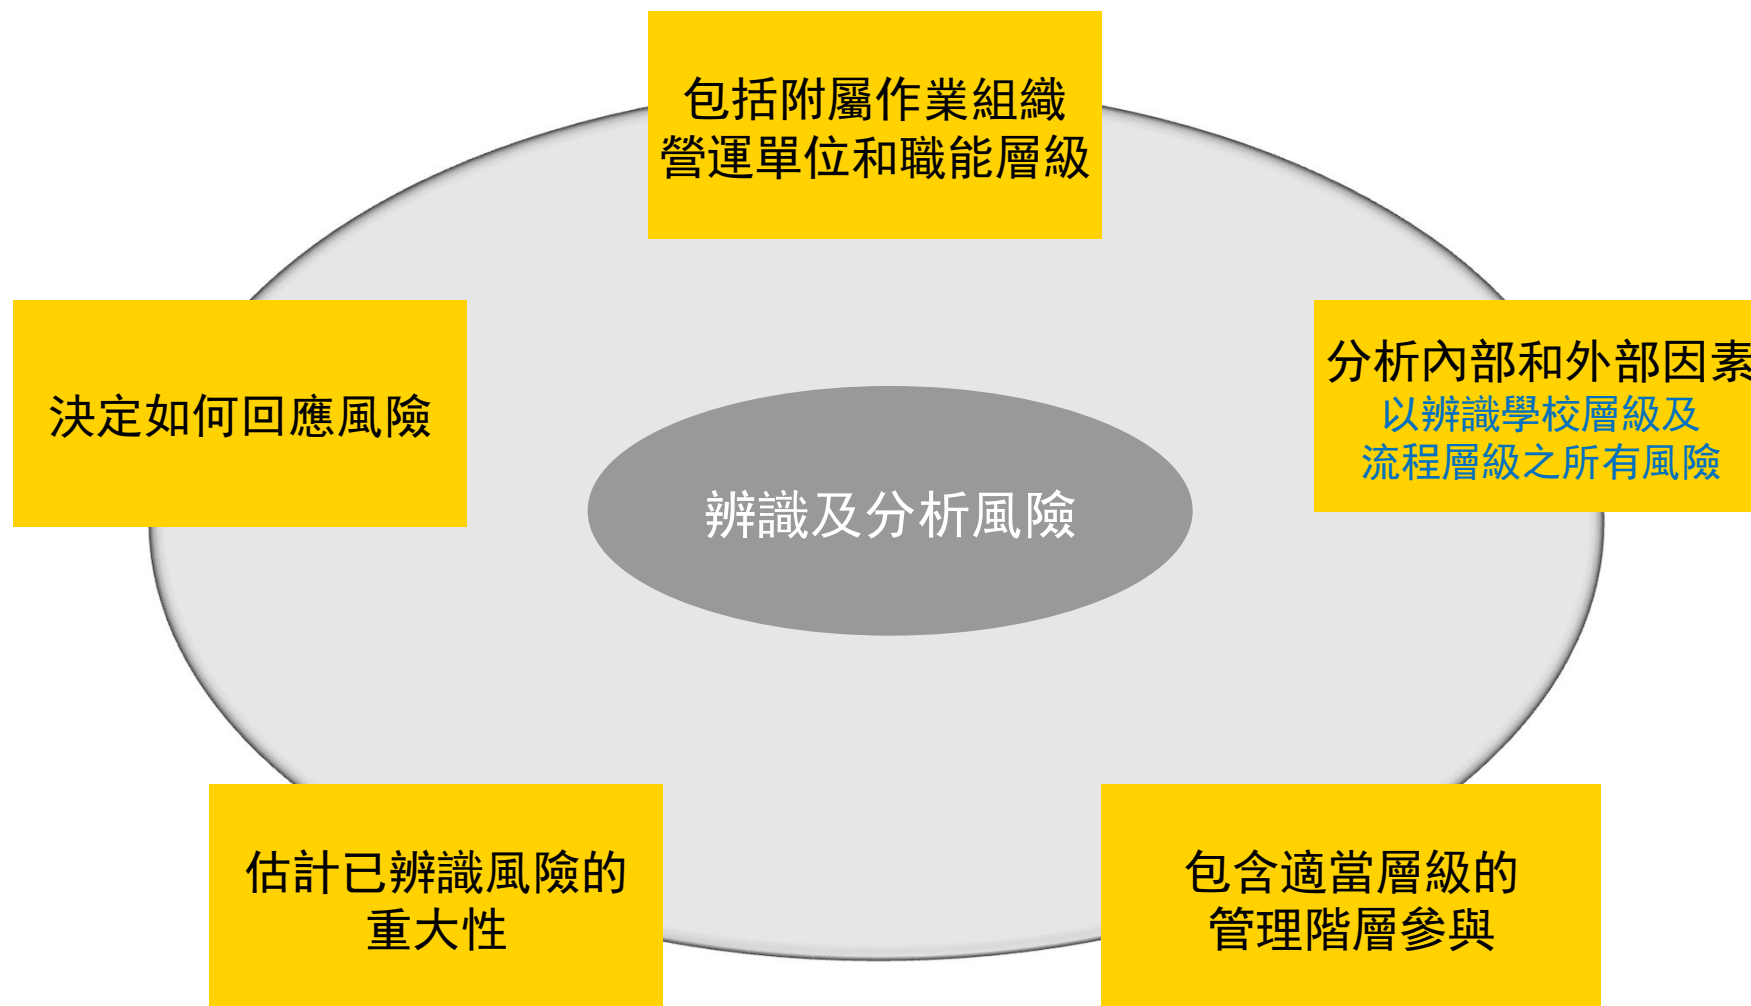 包括附屬作業組織
營運單位和職能層級
分析內部和外部因素
以辨識學校層級及
流程層級之所有風險
決定如何回應風險
辨識及分析風險
估計已辨識風險的
重大性
包含適當層級的
管理階層參與